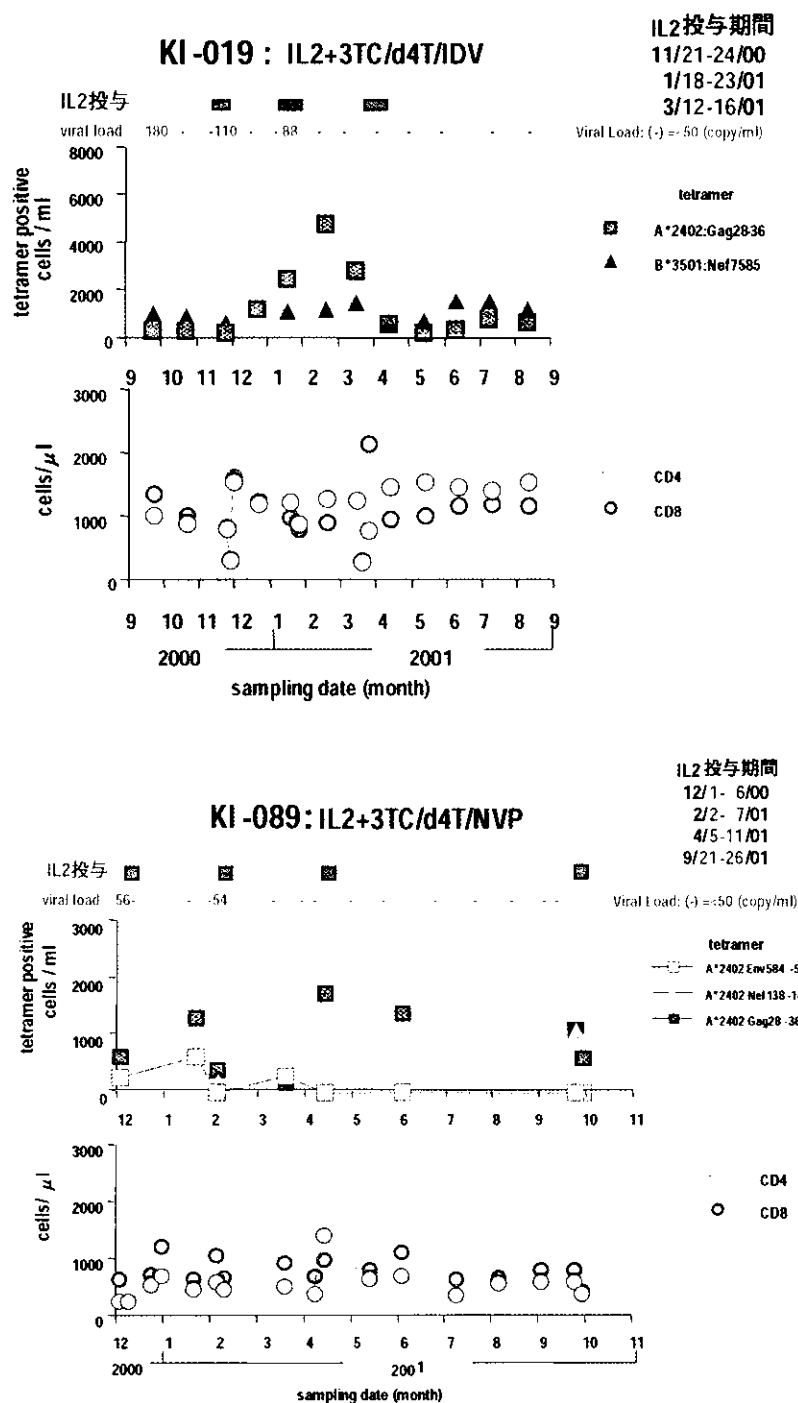 KI-019 : IL2+3TC/d4T/IDV
IL2投与期間
11/21-24/00
1/18-23/01
3/12-16/01
IL2投与
viral load 180 - -110 - -88 - - - - - - - -
Viral Load: (-) =< 50 (copy/ml)
8000
6000
4000
2000
0
tetramer positive
cells / ml
tetramer
A*2402:Gag28-36
B*3501:Nef7585
9 10 11 12 1 2 3 4 5 6 7 8 9
3000
2000
1000
0
cells/μl
CD4
CD8
9 10 11 12 1 2 3 4 5 6 7 8 9
2000 2001
sampling date (month)
KI-089: IL2+3TC/d4T/NVP
IL2 投与期間
12/1- 6/00
2/2- 7/01
4/5-11/01
9/21-26/01
IL2投与
viral load 56- -54 - - - - - - - - - -
Viral Load: (-) =<50 (copy/ml)
3000
2000
1000
0
tetramer positive
cells / ml
tetramer
A*2402 Env584
A*2402 Nef138
A*2402 Gag28-36
12 1 2 3 4 5 6 7 8 9 10 11
3000
2000
1000
0
cells/ μl
CD4
CD8
12 1 2 3 4 5 6 7 8 9 10 11
2000 2001
sampling date (month)